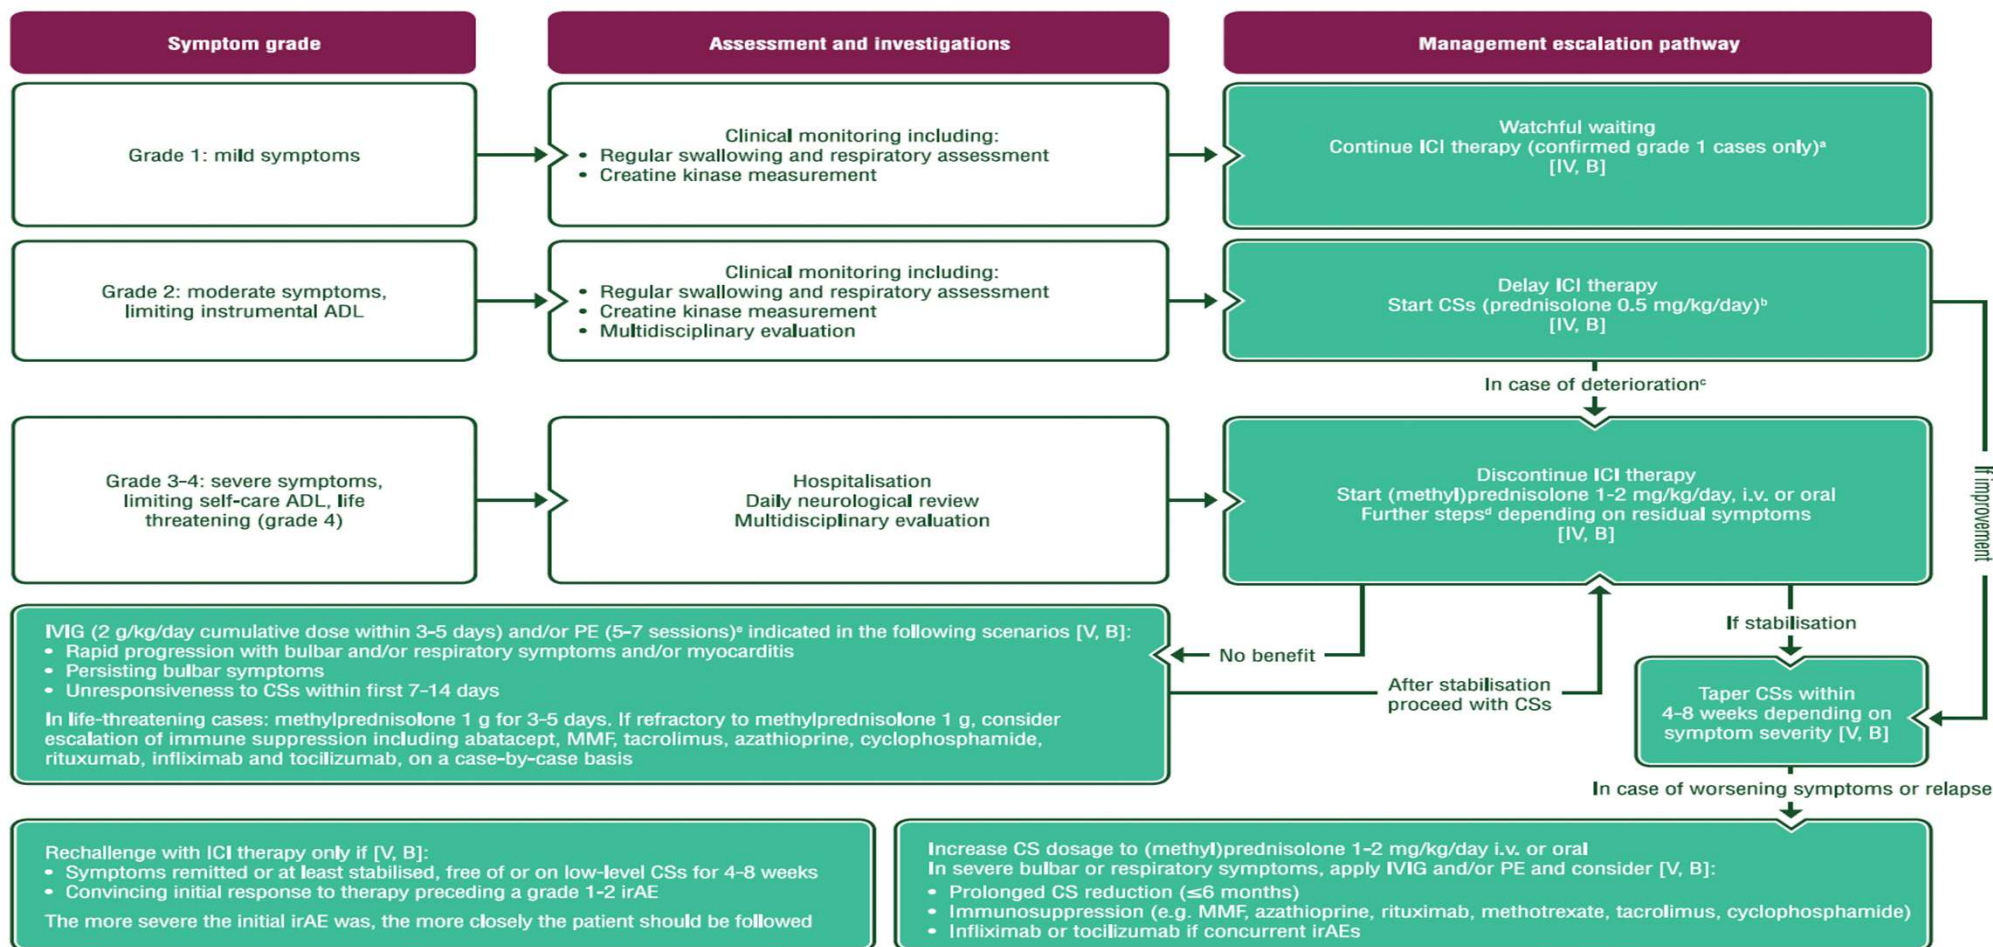 Symptom grade
Assessment and investigations
Management escalation pathway
Grade 1: mild symptoms
Clinical monitoring including:
• Regular swallowing and respiratory assessment
• Creatine kinase measurement
Watchful waiting
Continue ICI therapy (confirmed grade 1 cases only)ᵃ
[IV, B]
Grade 2: moderate symptoms,
limiting instrumental ADL
Clinical monitoring including:
• Regular swallowing and respiratory assessment
• Creatine kinase measurement
• Multidisciplinary evaluation
Delay ICI therapy
Start CSs (prednisolone 0.5 mg/kg/day)ᵇ
[IV, B]
In case of deteriorationᶜ
If improvement
Grade 3-4: severe symptoms,
limiting self-care ADL, life
threatening (grade 4)
Hospitalisation
Daily neurological review
Multidisciplinary evaluation
Discontinue ICI therapy
Start (methyl)prednisolone 1-2 mg/kg/day, i.v. or oral
Further stepsᵈ depending on residual symptoms
[IV, B]
IVIG (2 g/kg/day cumulative dose within 3-5 days) and/or PE (5-7 sessions)ᵉ indicated in the following scenarios [V, B]:
• Rapid progression with bulbar and/or respiratory symptoms and/or myocarditis
• Persisting bulbar symptoms
• Unresponsiveness to CSs within first 7-14 days
In life-threatening cases: methylprednisolone 1 g for 3-5 days. If refractory to methylprednisolone 1 g, consider
escalation of immune suppression including abatacept, MMF, tacrolimus, azathioprine, cyclophosphamide,
rituxumab, infliximab and tocilizumab, on a case-by-case basis
No benefit
After stabilisation
proceed with CSs
If stabilisation
Taper CSs within
4-8 weeks depending on
symptom severity [V, B]
In case of worsening symptoms or relapse
Rechallenge with ICI therapy only if [V, B]:
• Symptoms remitted or at least stabilised, free of or on low-level CSs for 4-8 weeks
• Convincing initial response to therapy preceding a grade 1-2 irAE
The more severe the initial irAE was, the more closely the patient should be followed
Increase CS dosage to (methyl)prednisolone 1-2 mg/kg/day i.v. or oral
In severe bulbar or respiratory symptoms, apply IVIG and/or PE and consider [V, B]:
• Prolonged CS reduction (≤6 months)
• Immunosuppression (e.g. MMF, azathioprine, rituximab, methotrexate, tacrolimus, cyclophosphamide)
• Infliximab or tocilizumab if concurrent irAEs